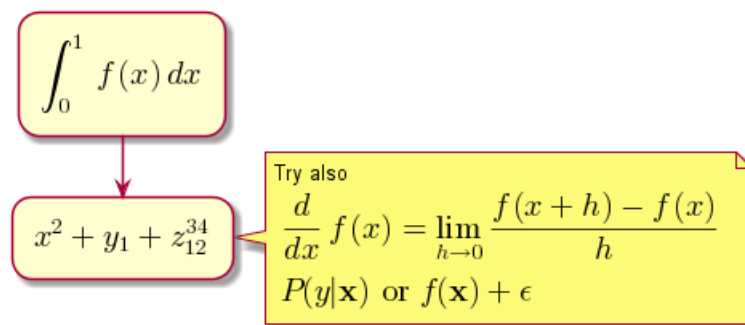 ∫₀¹ f(x) dx
x² + y₁ + z₁₂³⁴
Try also
d/dx f(x) = lim_{h→0} (f(x + h) − f(x))/h
P(y|𝐱) or f(𝐱) + ϵ